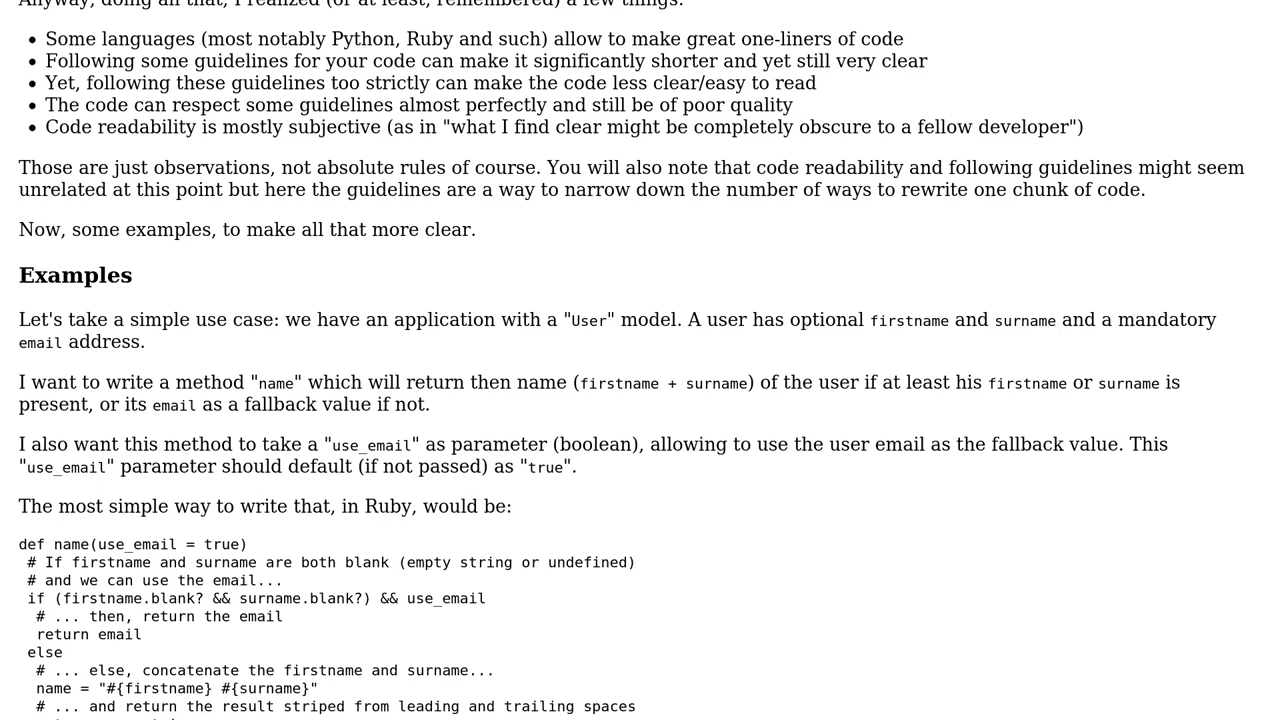 Anyway, doing all that, I realized (or at least, remembered) a few things:
Some languages (most notably Python, Ruby and such) allow to make great one-liners of code
Following some guidelines for your code can make it significantly shorter and yet still very clear
Yet, following these guidelines too strictly can make the code less clear/easy to read
The code can respect some guidelines almost perfectly and still be of poor quality
Code readability is mostly subjective (as in "what I find clear might be completely obscure to a fellow developer")
Those are just observations, not absolute rules of course. You will also note that code readability and following guidelines might seem
unrelated at this point but here the guidelines are a way to narrow down the number of ways to rewrite one chunk of code.
Now, some examples, to make all that more clear.
Examples
Let's take a simple use case: we have an application with a "User" model. A user has optional firstname and surname and a mandatory
email address.
I want to write a method "name" which will return then name (firstname + surname) of the user if at least his firstname or surname is
present, or its email as a fallback value if not.
I also want this method to take a "use_email" as parameter (boolean), allowing to use the user email as the fallback value. This
"use_email" parameter should default (if not passed) as "true".
The most simple way to write that, in Ruby, would be:
def name(use_email = true)
# If firstname and surname are both blank (empty string or undefined)
# and we can use the email...
if (firstname.blank? && surname.blank?) && use_email
# ... then, return the email
return email
else
# ... else, concatenate the firstname and surname...
name = "#{firstname} #{surname}"
# ... and return the result striped from leading and trailing spaces